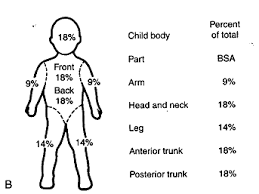 18%
Front
18%
9%
9%
Back
18%
14%
14%
B
Child body
Percent
of total
Part
BSA
Arm
9%
Head and neck
18%
Leg
14%
Anterior trunk
18%
Posterior trunk
18%